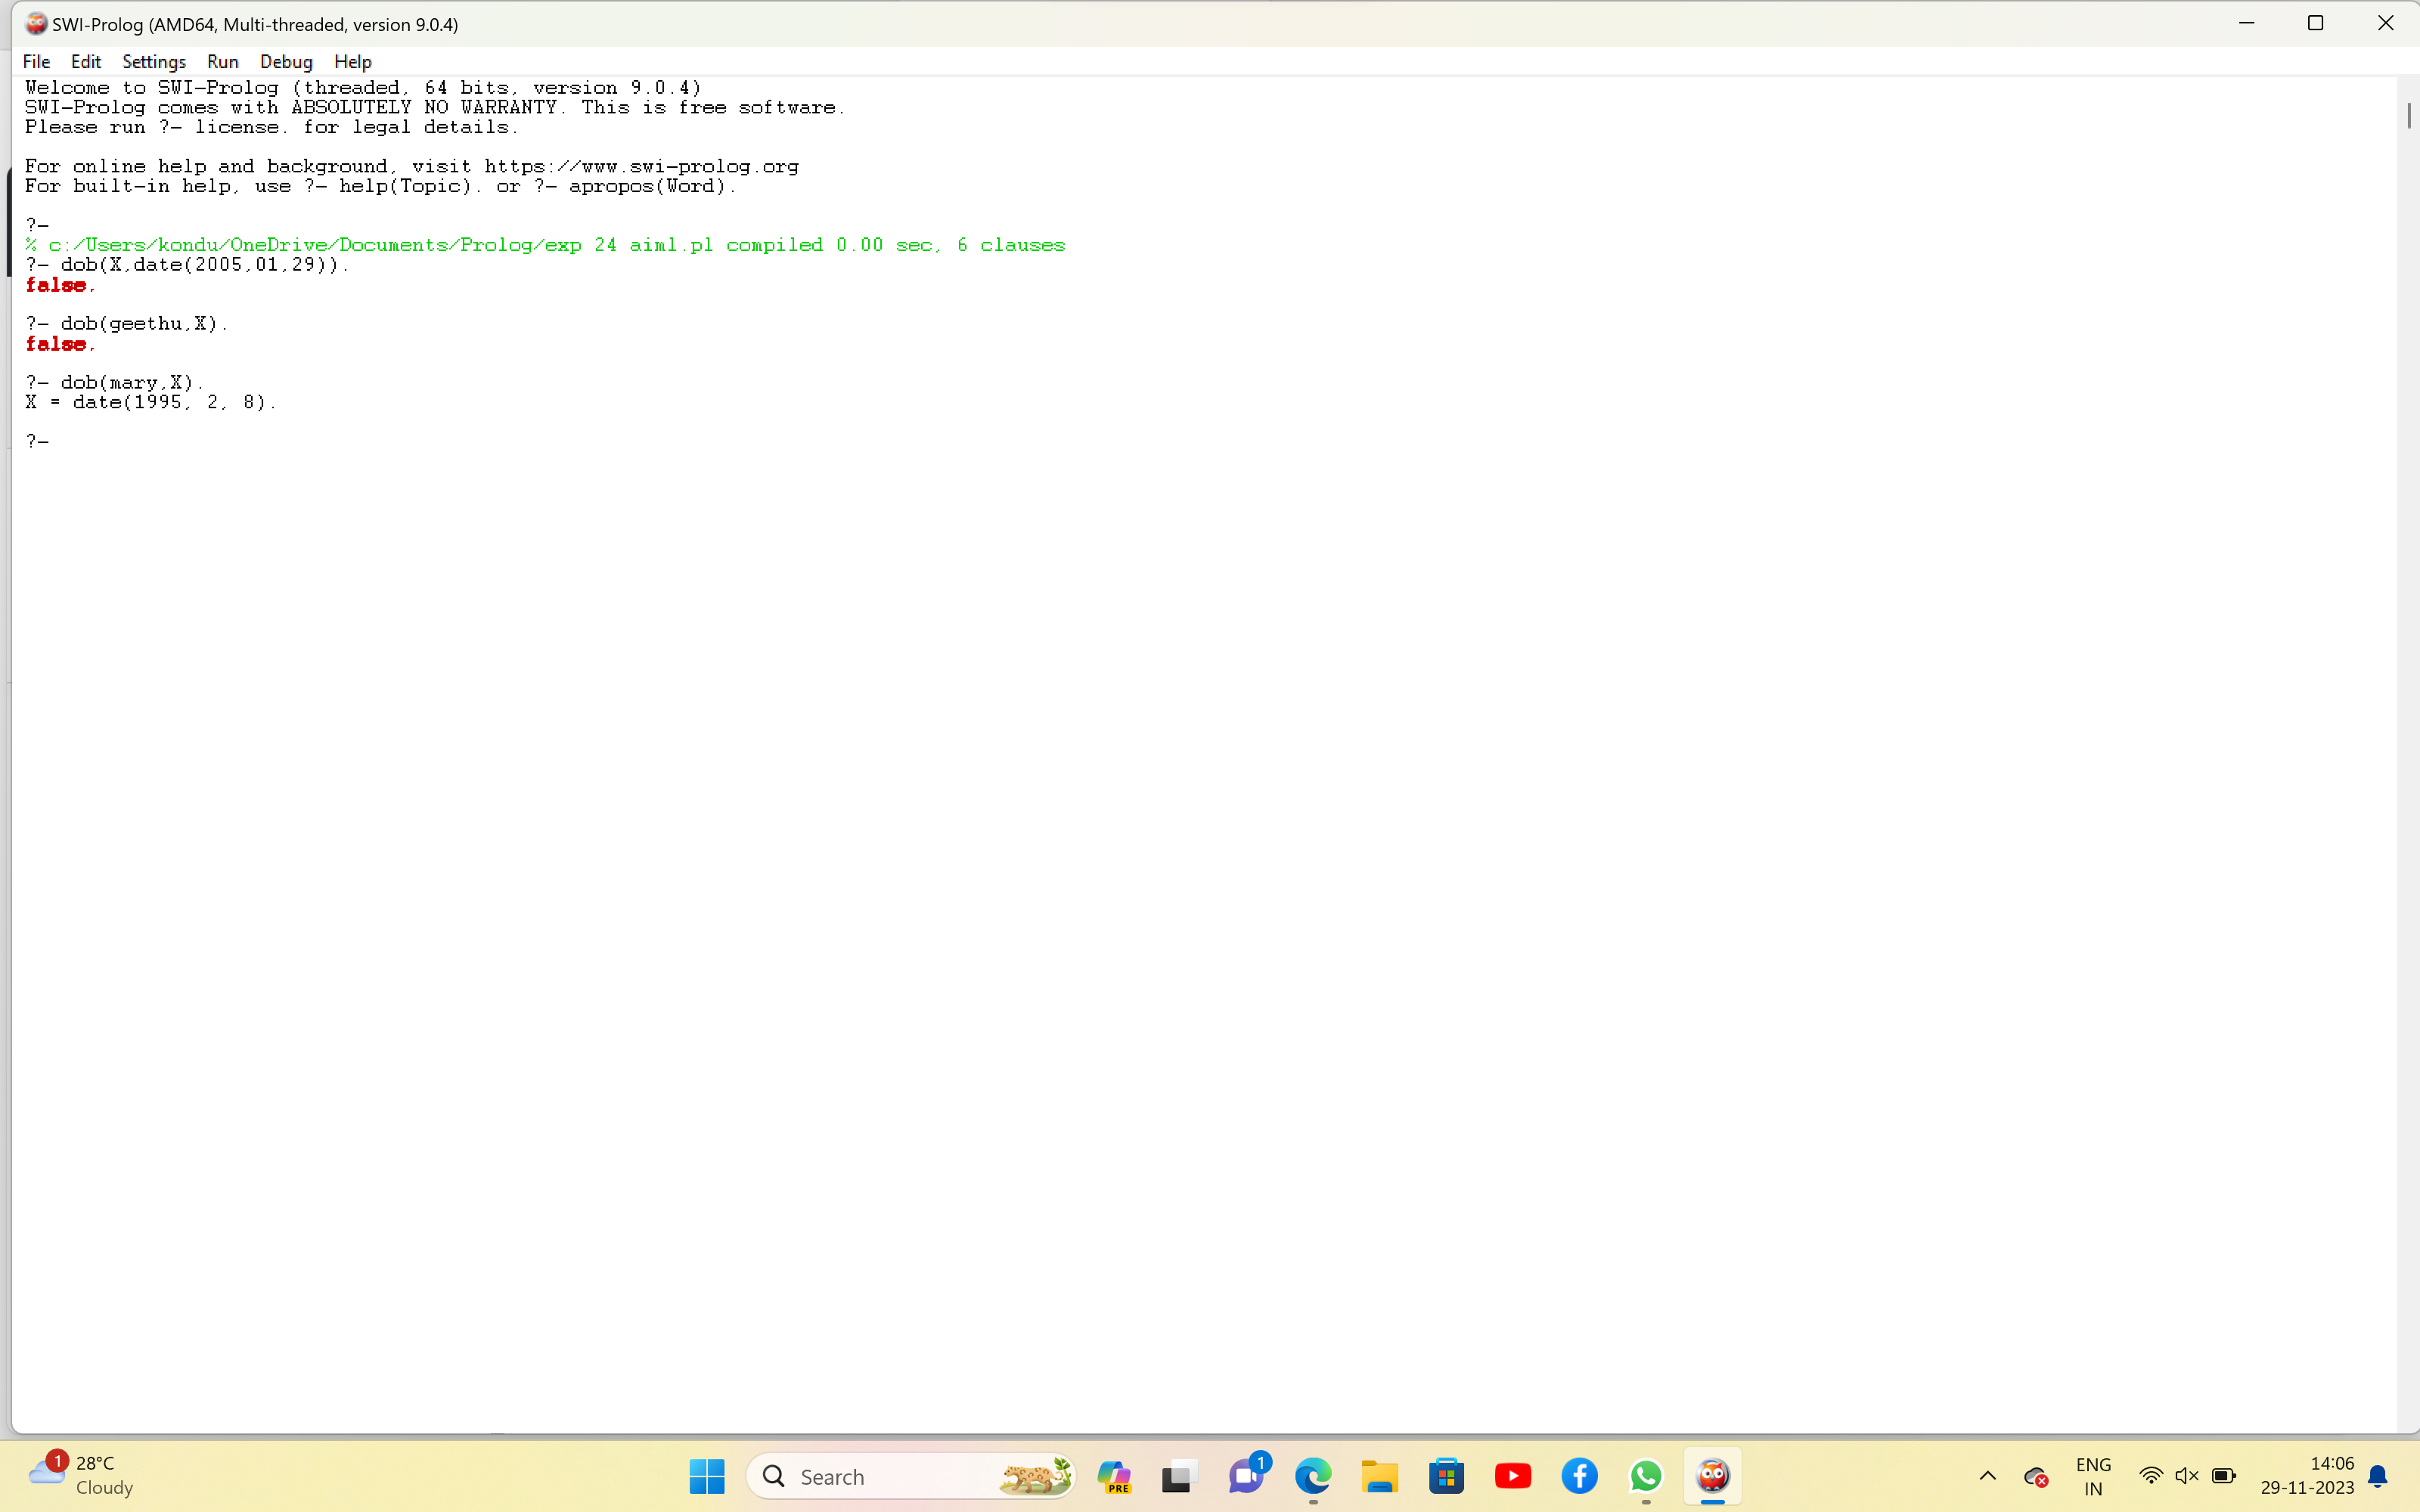 SWI-Prolog (AMD64, Multi-threaded, version 9.0.4)
File Edit Settings Run Debug Help
Welcome to SWI-Prolog (threaded, 64 bits, version 9.0.4)
SWI-Prolog comes with ABSOLUTELY NO WARRANTY. This is free software.
Please run ?- license. for legal details.
For online help and background, visit https://www.swi-prolog.org
For built-in help, use ?- help(Topic). or ?- apropos(Word).
?-
% c:/Users/kondu/OneDrive/Documents/Prolog/exp 24 aiml.pl compiled 0.00 sec, 6 clauses
?- dob(X,date(2005,01,29)).
false.
?- dob(geethu,X).
false.
?- dob(mary,X).
X = date(1995, 2, 8).
?-
1
28°C
Cloudy
Search
PRE
1
ENG
IN
14:06
29-11-2023